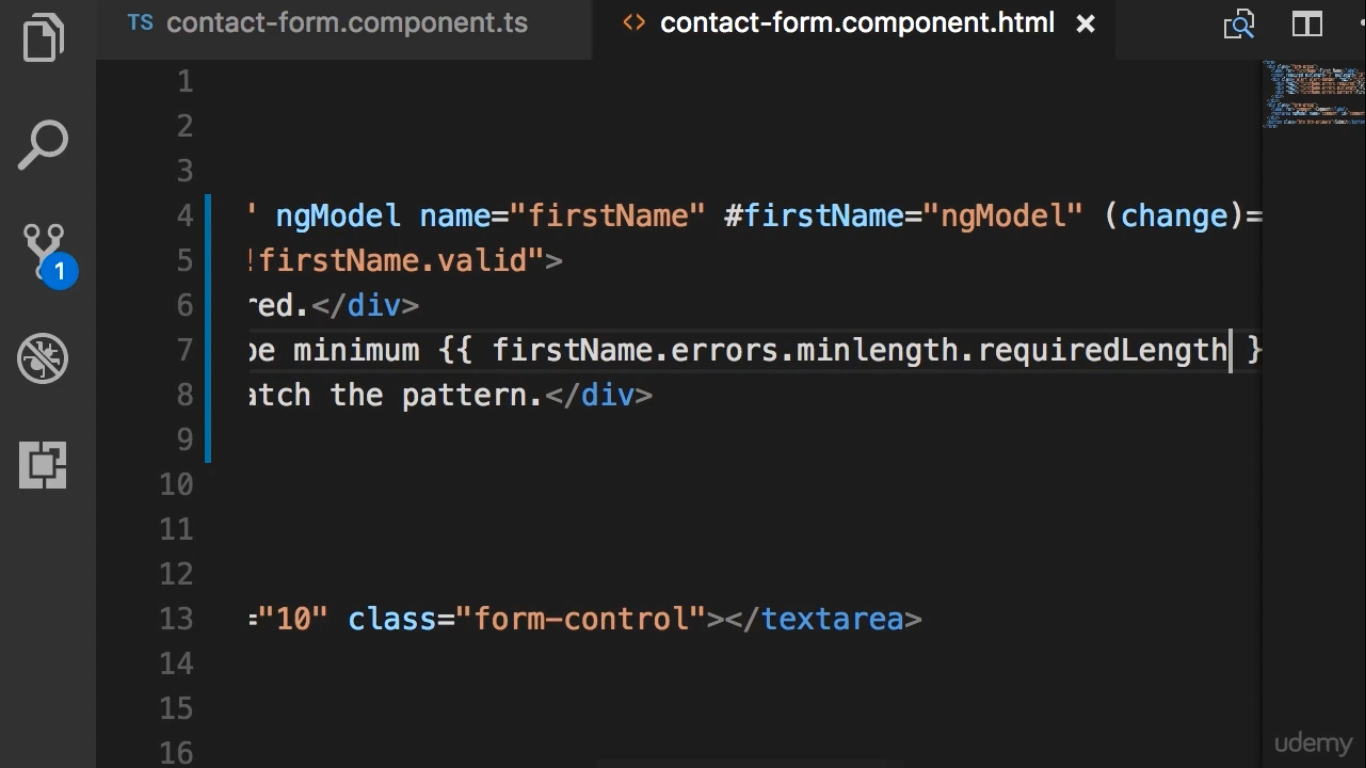 TS contact-form.component.ts <> contact-form.component.html ×
1
2
3
4 " ngModel name="firstName" #firstName="ngModel" (change)=
5 !firstName.valid">
6 red.</div>
7 be minimum {{ firstName.errors.minlength.requiredLength }
8 atch the pattern.</div>
9
10
11
12
13 ="10" class="form-control"></textarea>
14
15
16
1
udemy